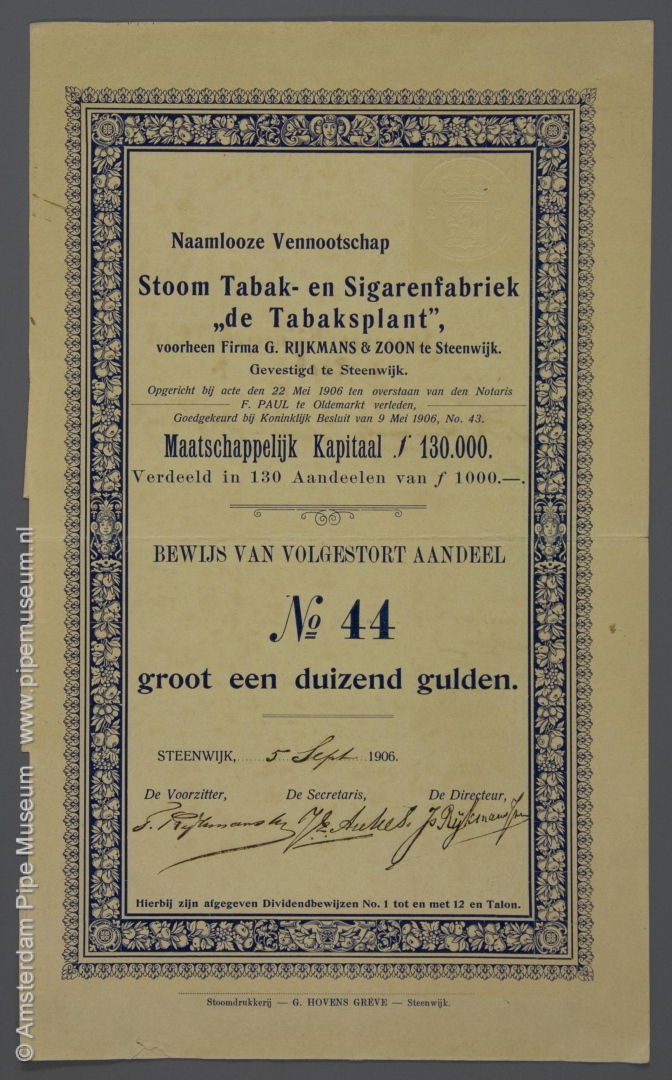 Naamlooze Vennootschap
Stoom Tabak- en Sigarenfabriek
„de Tabaksplant”,
voorheen Firma G. RIJKMANS & ZOON te Steenwijk.
Gevestigd te Steenwijk.
Opgericht bij acte den 22 Mei 1906 ten overstaan van den Notaris
F. PAUL te Oldemarkt verleden,
Goedgekeurd bij Koninklijk Besluit van 9 Mei 1906, No. 43.
Maatschappelijk Kapitaal ƒ 130.000.
Verdeeld in 130 Aandeelen van ƒ 1000.—.
BEWIJS VAN VOLGESTORT AANDEEL
No 44
groot een duizend gulden.
STEENWIJK, 5 Sept 1906.
De Voorzitter, De Secretaris, De Directeur,
Hierbij zijn afgegeven Dividendbewijzen No. 1 tot en met 12 en Talon.
Stoomdrukkerij — G. HOVENS GRÉVE — Steenwijk.
© Amsterdam Pipe Museum www.pipemuseum.nl